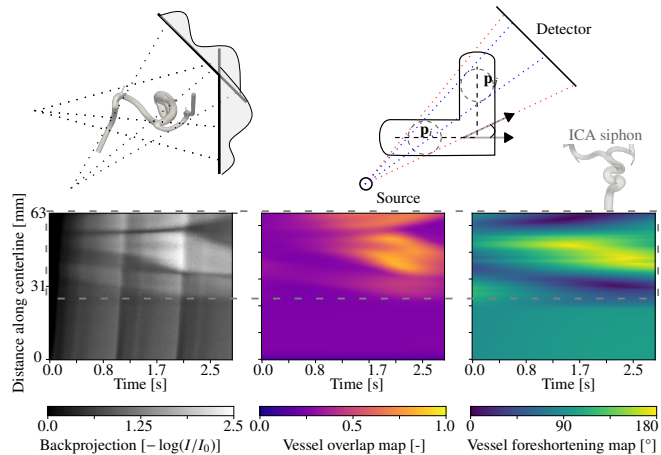 Detector
p_j
p_i
ICA siphon
Source
Distance along centerline [mm]
63
31
0
0.0 0.8 1.7 2.5
Time [s]
0.0 0.8 1.7 2.5
Time [s]
0.0 0.8 1.7 2.5
Time [s]
0 1.25 2.5
Backprojection [− log(I/I₀)]
0.0 0.5 1.0
Vessel overlap map [-]
0° 90 180
Vessel foreshortening map [°]